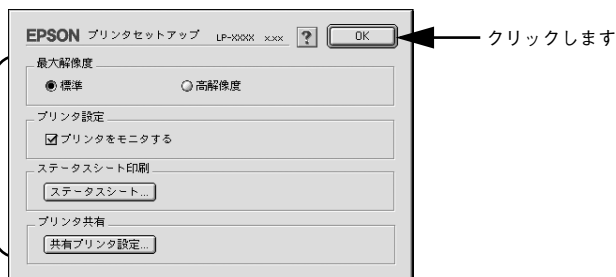 EPSON プリンタセットアップ LP-XXXX x.xx ? OK
クリックします
最大解像度
標準 高解像度
プリンタ設定
プリンタをモニタする
ステータスシート印刷
ステータスシート...
プリンタ共有
共有プリンタ設定...